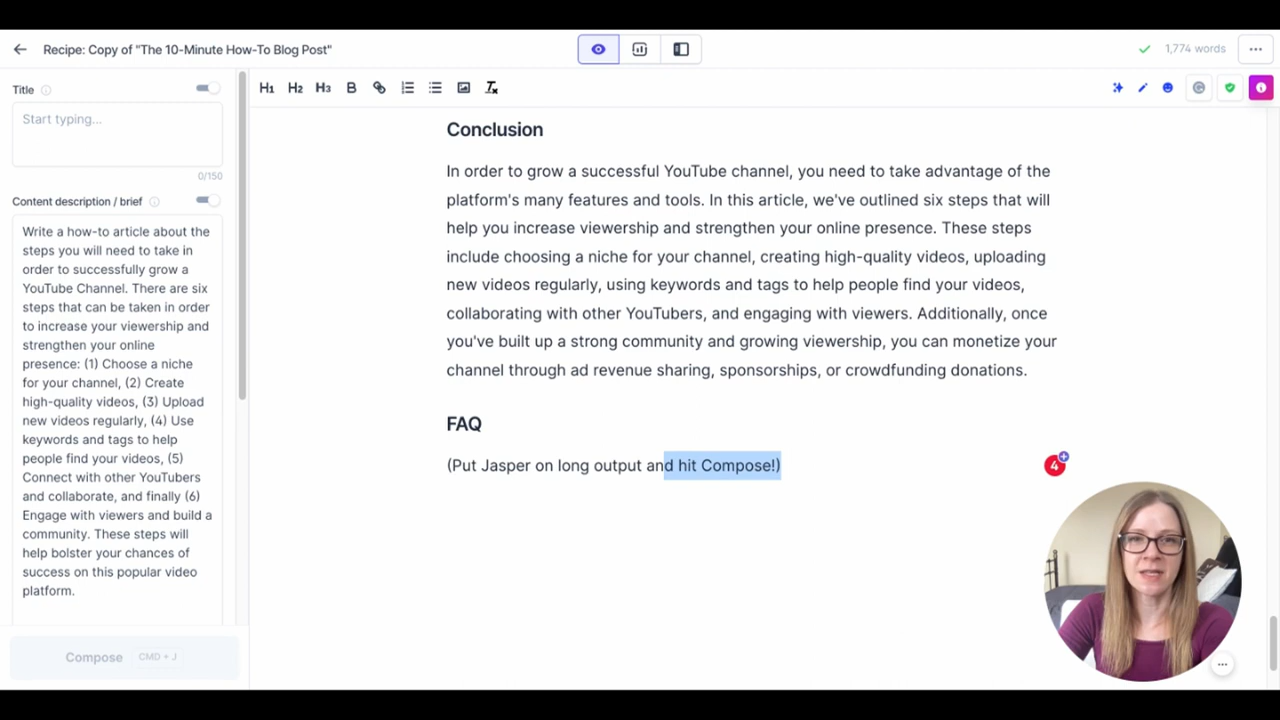 Recipe: Copy of "The 10-Minute How-To Blog Post"
1,774 words
Title
Start typing...
0/150
Content description / brief
Write a how-to article about the
steps you will need to take in
order to successfully grow a
YouTube Channel. There are six
steps that can be taken in order
to increase your viewership and
strengthen your online
presence: (1) Choose a niche
for your channel, (2) Create
high-quality videos, (3) Upload
new videos regularly, (4) Use
keywords and tags to help
people find your videos, (5)
Connect with other YouTubers
and collaborate, and finally (6)
Engage with viewers and build a
community. These steps will
help bolster your chances of
success on this popular video
platform.
Compose CMD + J
H1 H2 H3 B
Conclusion
In order to grow a successful YouTube channel, you need to take advantage of the
platform's many features and tools. In this article, we've outlined six steps that will
help you increase viewership and strengthen your online presence. These steps
include choosing a niche for your channel, creating high-quality videos, uploading
new videos regularly, using keywords and tags to help people find your videos,
collaborating with other YouTubers, and engaging with viewers. Additionally, once
you've built up a strong community and growing viewership, you can monetize your
channel through ad revenue sharing, sponsorships, or crowdfunding donations.
FAQ
(Put Jasper on long output and hit Compose!)
4